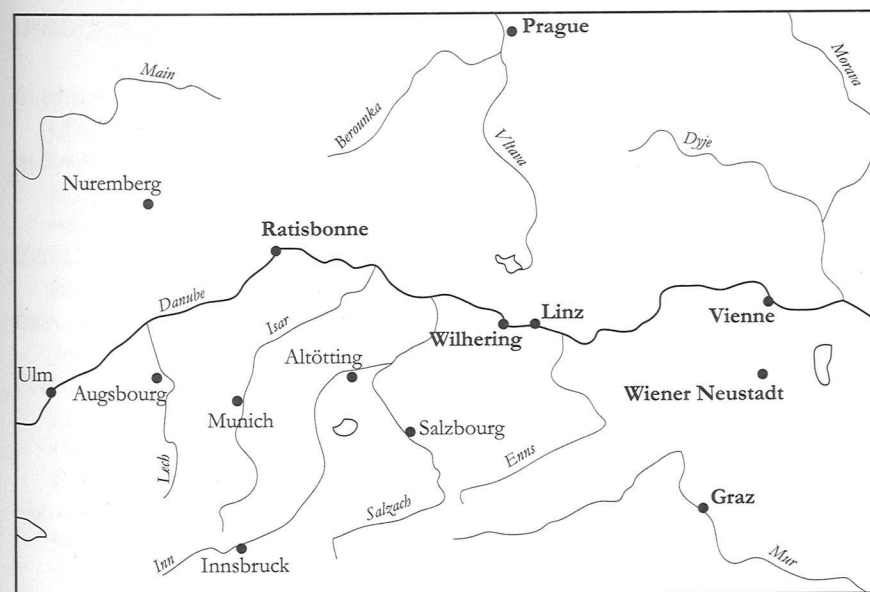 Prague
Main
Morava
Berounka
Vltava
Dyje
Nuremberg
Ratisbonne
Danube
Isar
Linz
Vienne
Wilhering
Altötting
Ulm
Augsbourg
Wiener Neustadt
Munich
Salzbourg
Lech
Enns
Salzach
Graz
Inn
Innsbruck
Mur